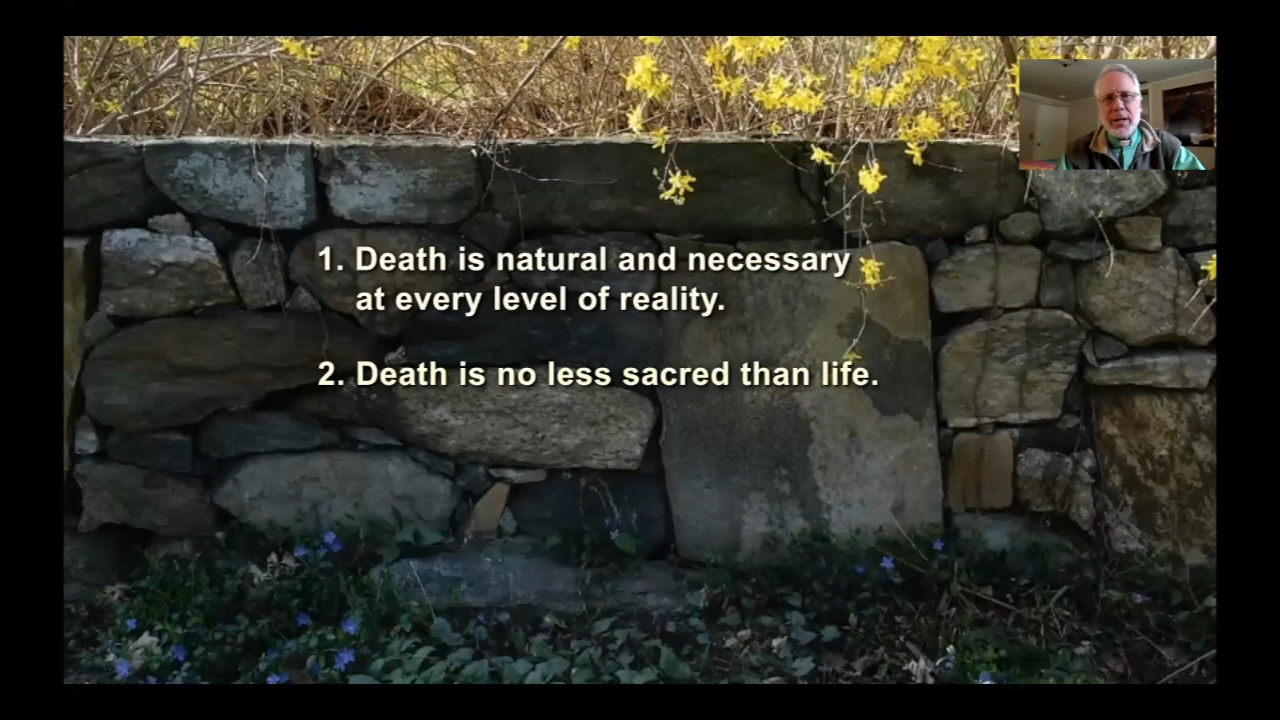 1. Death is natural and necessary
at every level of reality.
2. Death is no less sacred than life.